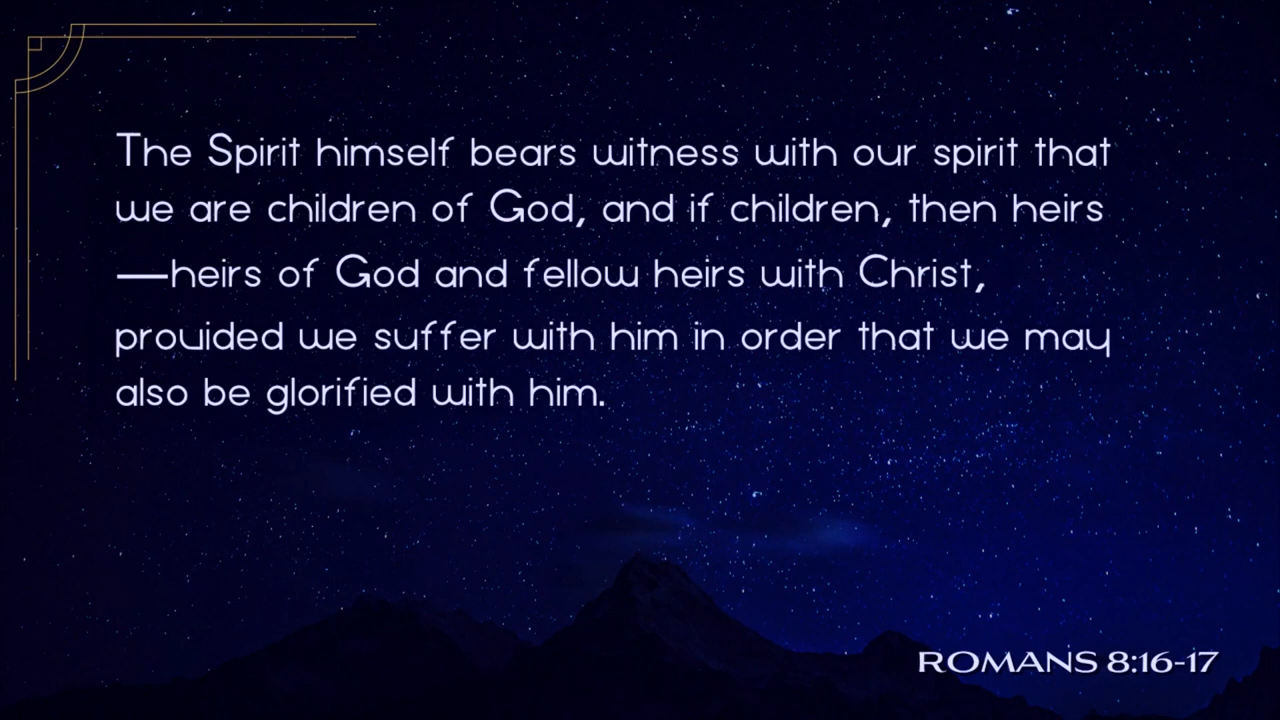 The Spirit himself bears witness with our spirit that
we are children of God, and if children, then heirs
—heirs of God and fellow heirs with Christ,
provided we suffer with him in order that we may
also be glorified with him.
ROMANS 8:16-17